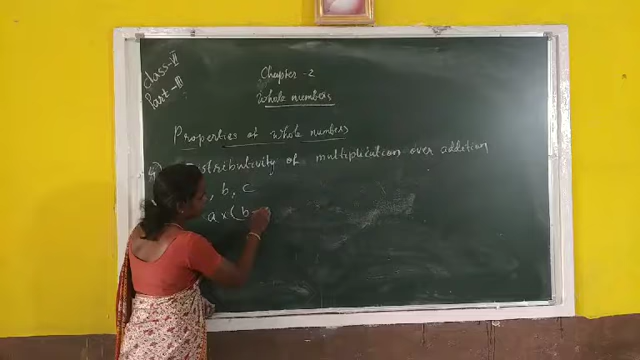 Class-VI
Part-III
Chapter-2
Whole numbers
Properties of whole numbers
Distributivity of multiplication over addition
, b, c
a×(b